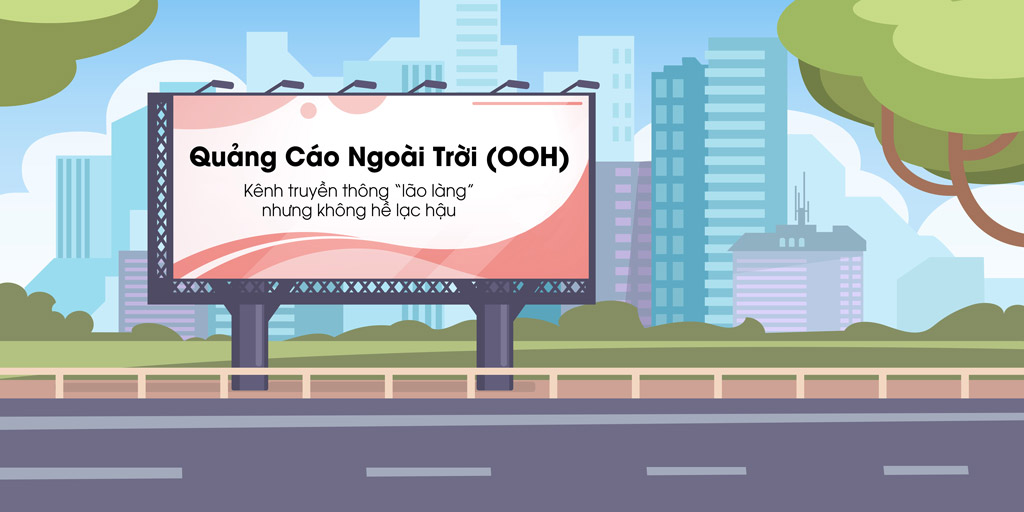 Quảng Cáo Ngoài Trời (OOH)
Kênh truyền thông “lão làng”
nhưng không hề lạc hậu